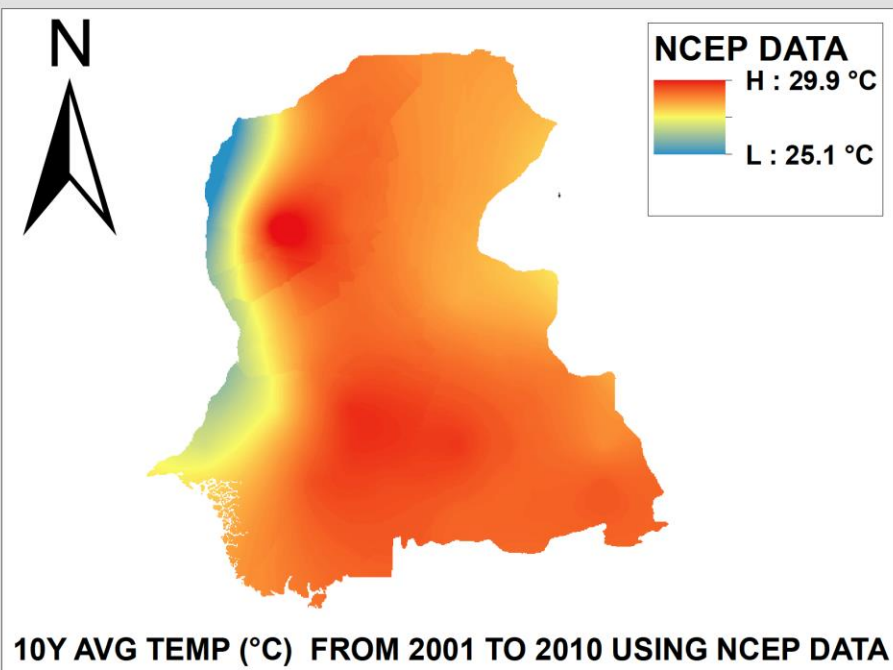 N
NCEP DATA
H : 29.9 °C
L : 25.1 °C
10Y AVG TEMP (°C) FROM 2001 TO 2010 USING NCEP DATA